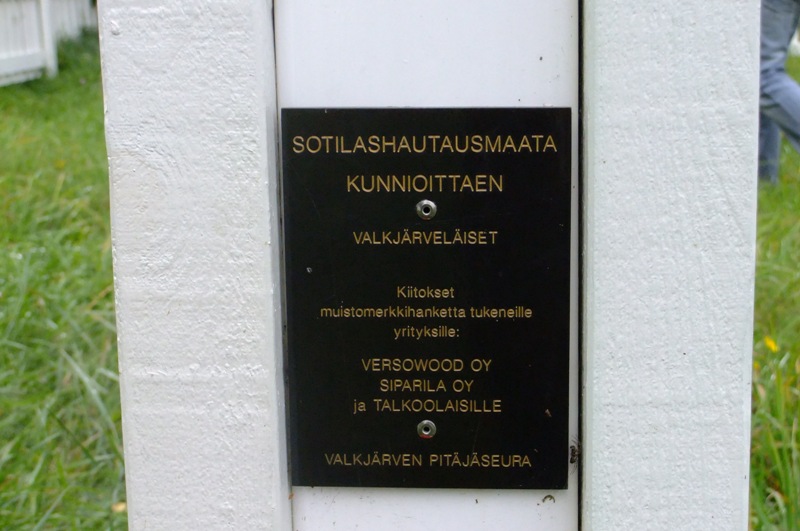 SOTILASHAUTAUSMAATA
KUNNIOITTAEN
VALKJÄRVELÄISET
Kiitokset
muistomerkkihanketta tukeneille
yrityksille:
VERSOWOOD OY
SIPARILA OY
ja TALKOOLAISILLE
VALKJÄRVEN PITÄJÄSEURA